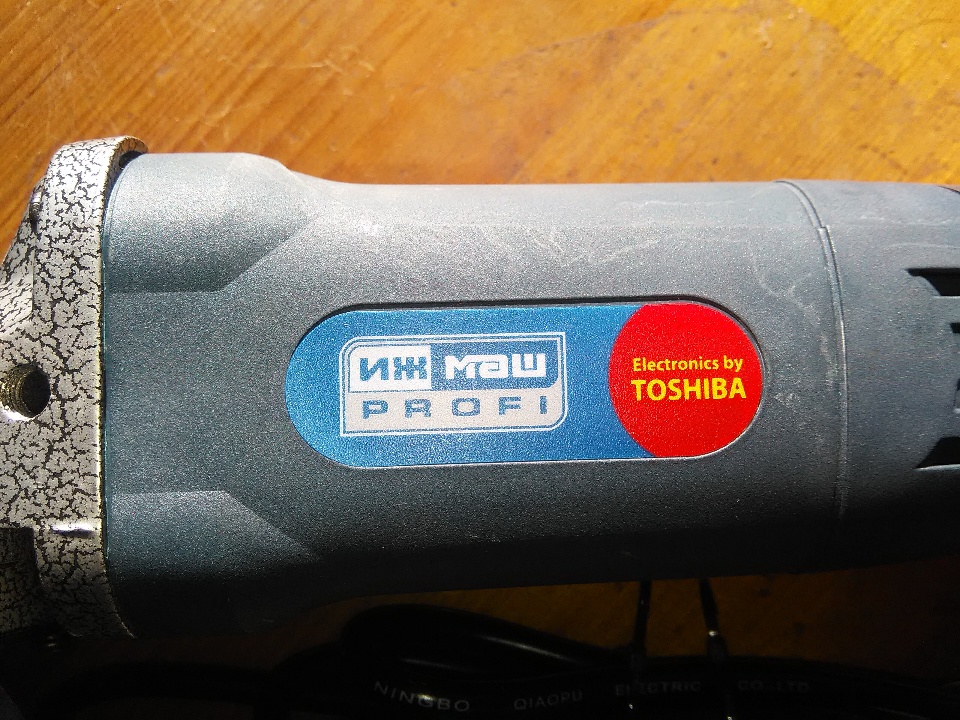 ИЖ маш
PROFI
Electronics by
TOSHIBA
NINGBO QIAOPU ELECTRIC CO.,LTD